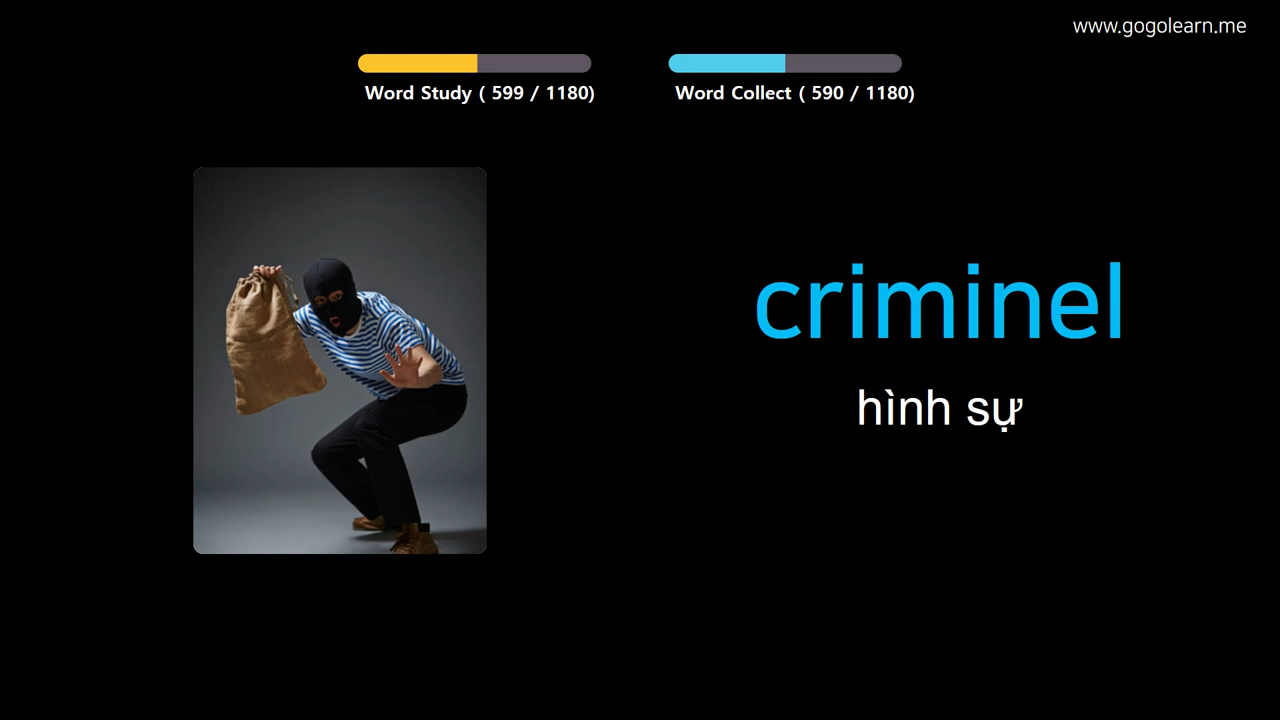 www.gogolearn.me
Word Study ( 599 / 1180)
Word Collect ( 590 / 1180)
criminel
hình sự